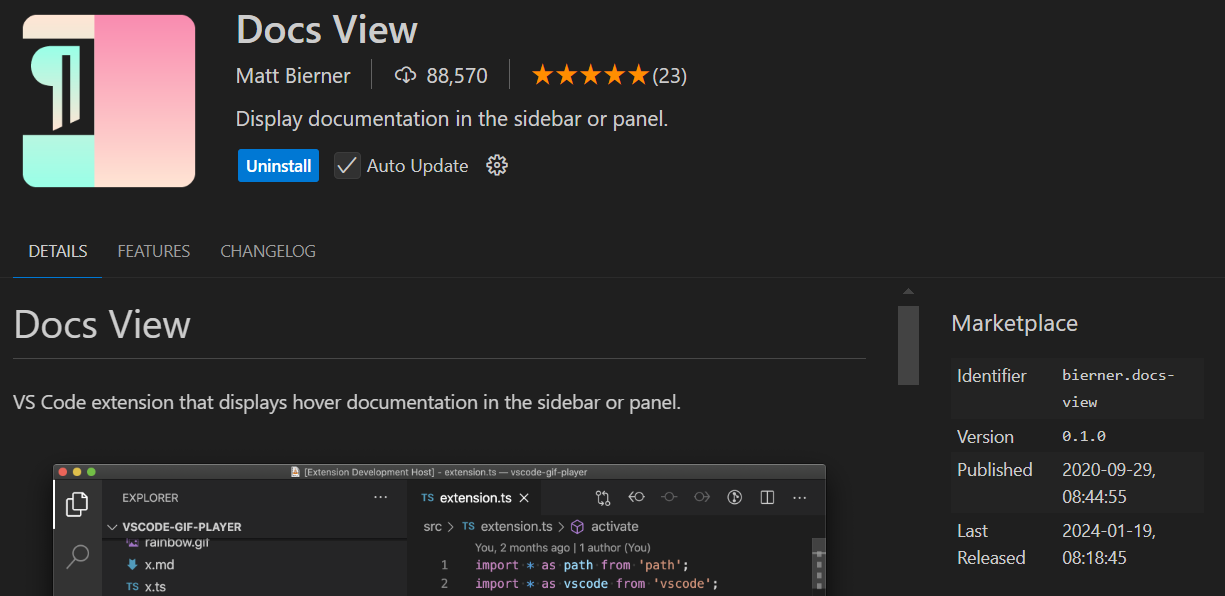 Docs View
Matt Bierner
88,570
(23)
Display documentation in the sidebar or panel.
Uninstall
Auto Update
DETAILS
FEATURES
CHANGELOG
Docs View
VS Code extension that displays hover documentation in the sidebar or panel.
[Extension Development Host] - extension.ts — vscode-gif-player
EXPLORER
VSCODE-GIF-PLAYER
rainbow.gif
x.md
TS x.ts
TS extension.ts
src > TS extension.ts > activate
You, 2 months ago | 1 author (You)
1 import * as path from 'path';
2 import * as vscode from 'vscode';
Marketplace
Identifier
bierner.docs-
view
Version
0.1.0
Published
2020-09-29,
08:44:55
Last
Released
2024-01-19,
08:18:45